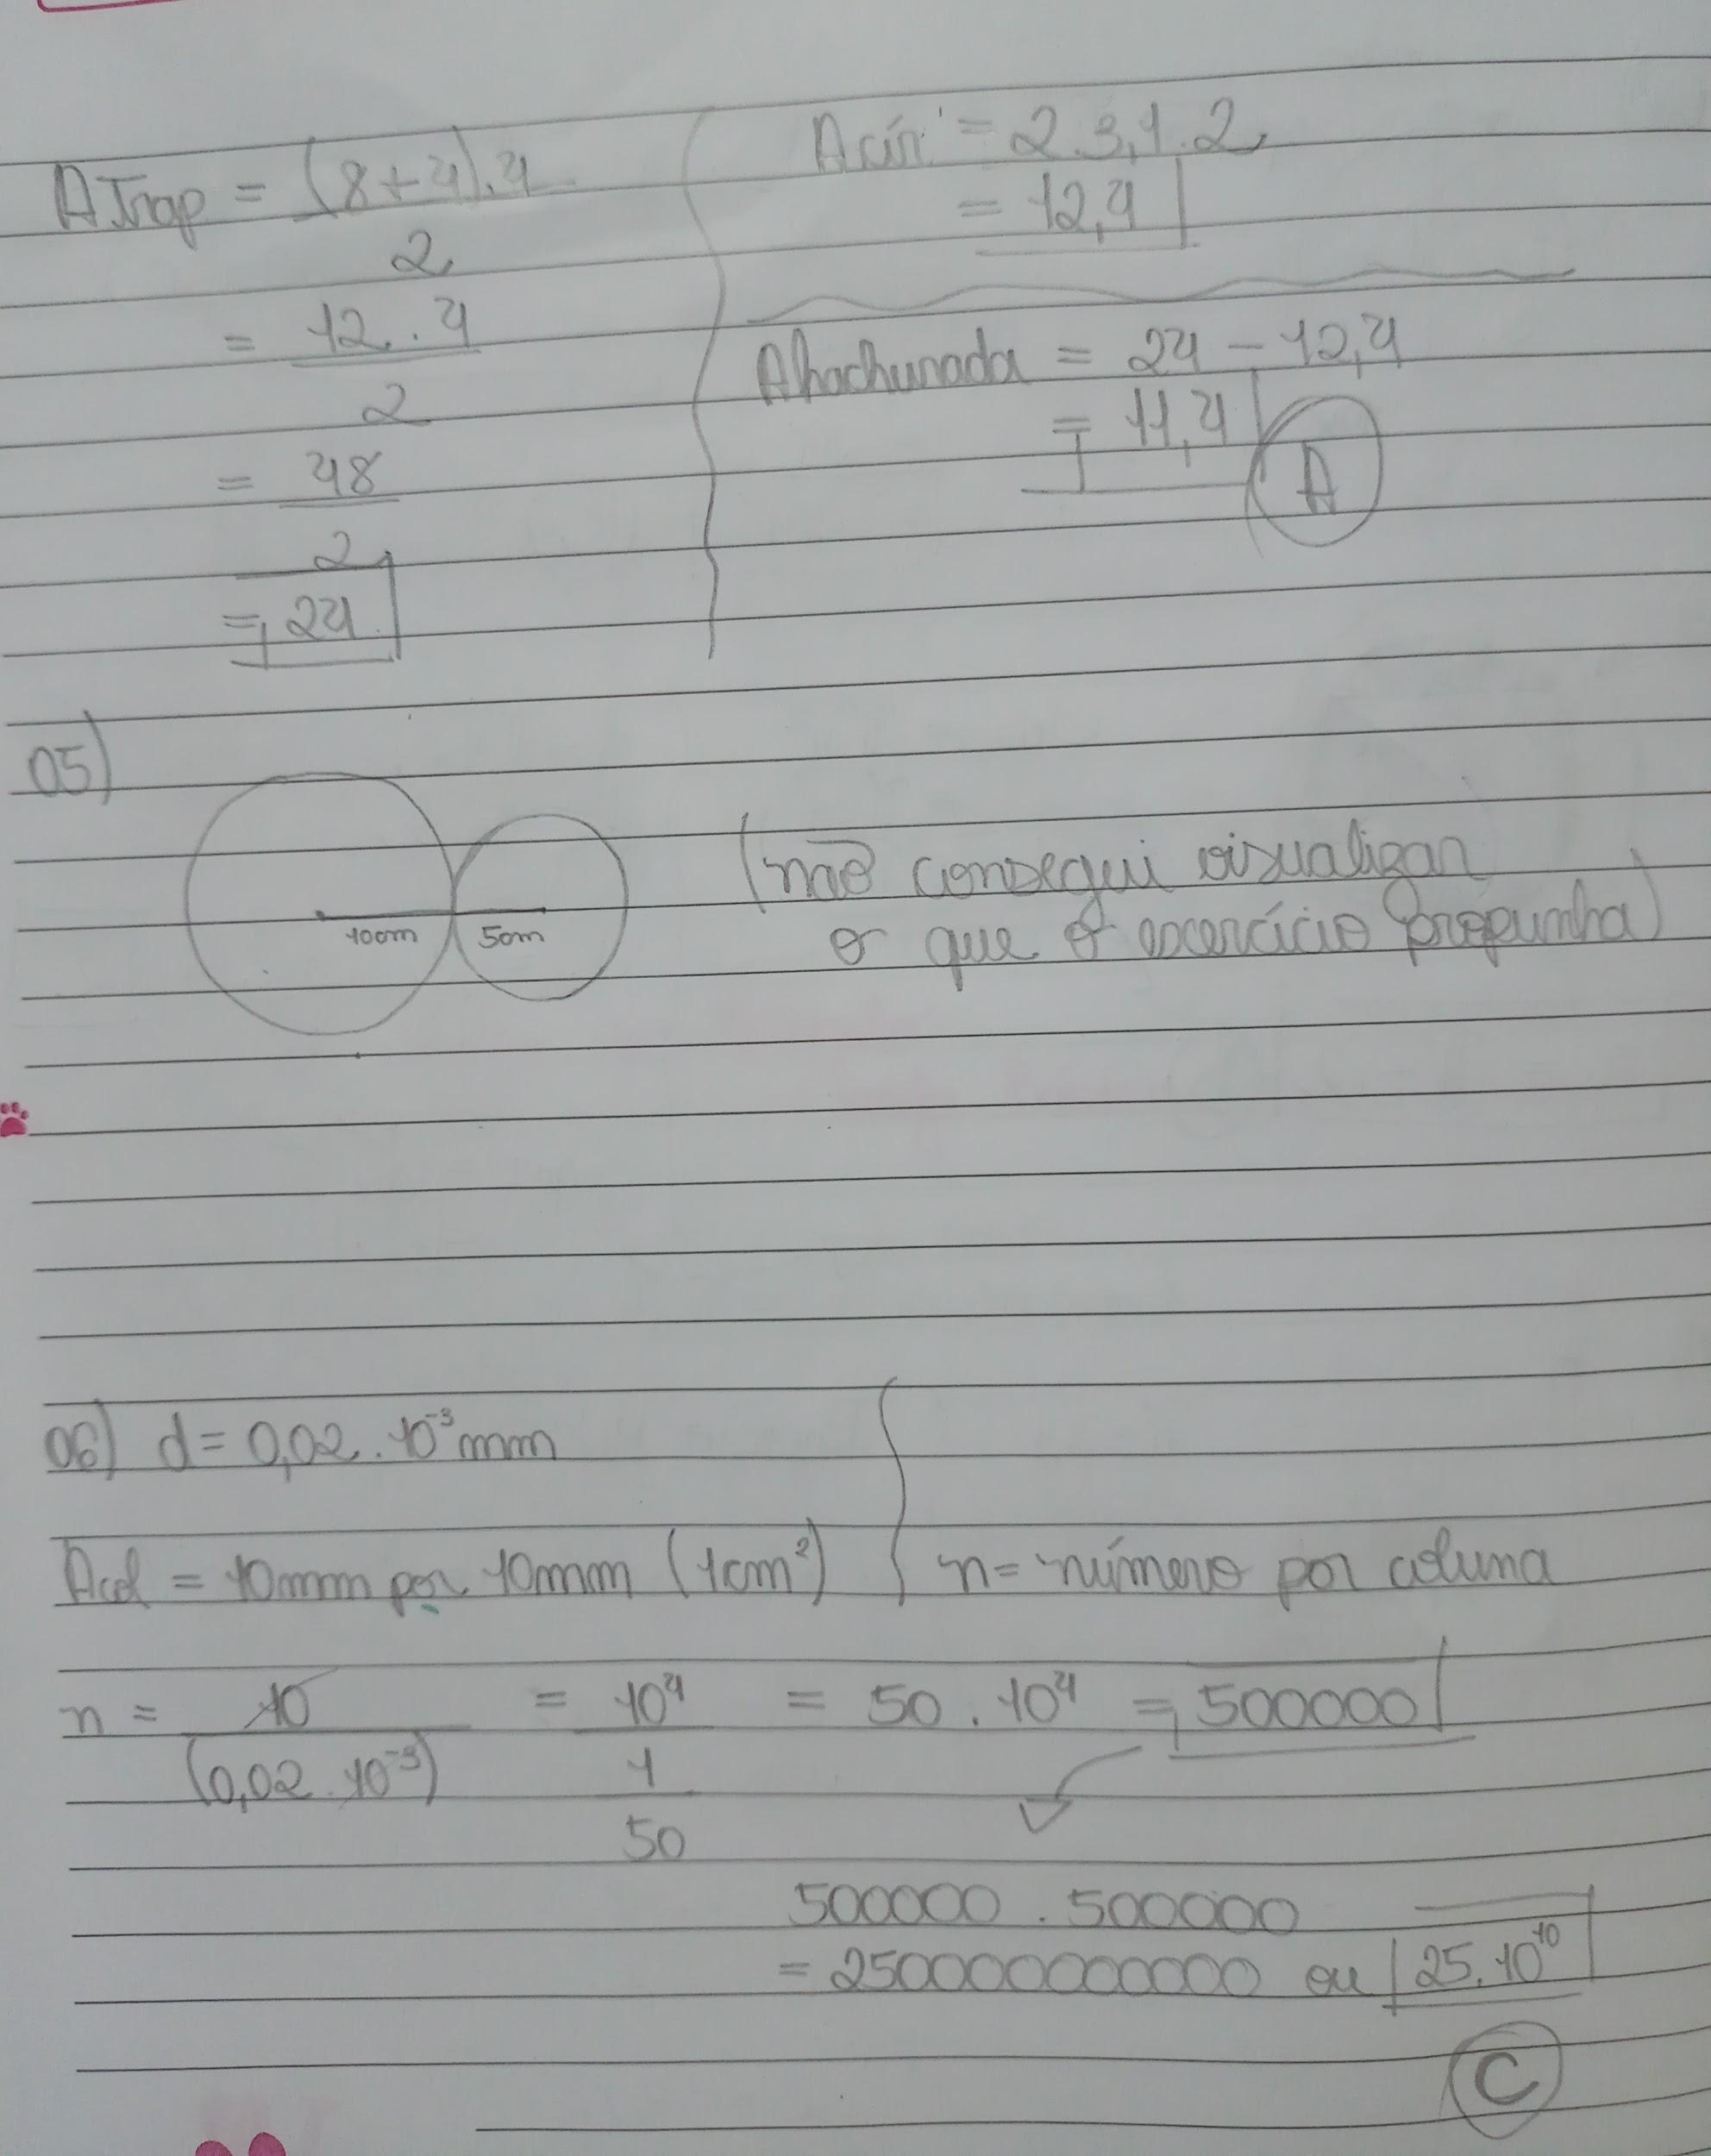 ATrap = (8+4).4
2
= 12.4
2
= 48
2
= 24
Acír = 2.3,1.2
= 12,4
Ahachurada = 24 - 12,4
= 11,4
A
05)
10cm 5cm
(não consegui visualizar
o que o excercício propunha)
06) d = 0,02.10⁻³mm
Acel = 10mm por 10mm (1cm²)
n = número por coluna
n = 10 = 10⁴ = 50.10⁴ = 500000
(0,02.10⁻³) 1
50
500000.500000
= 250000000000 ou 25.10¹⁰
C